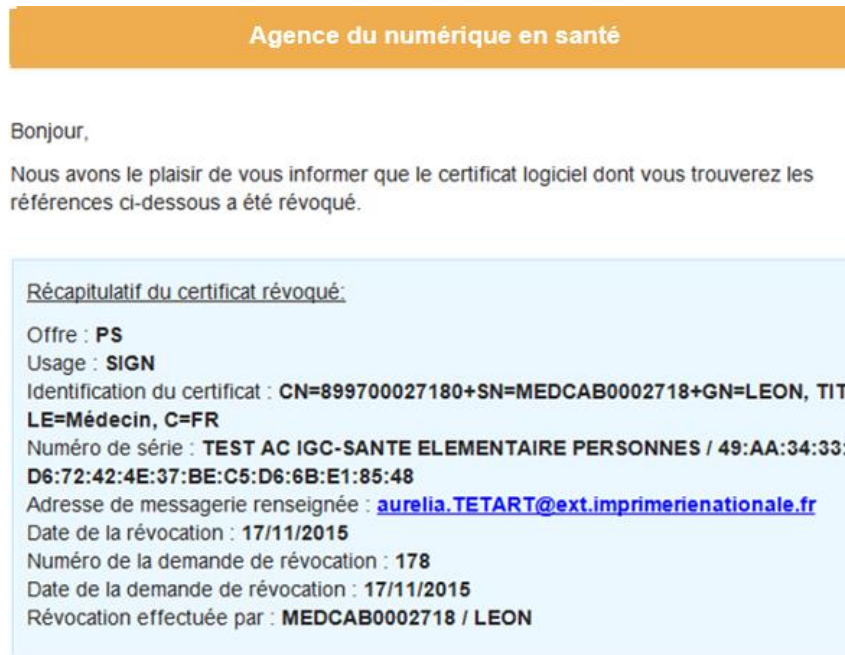 Agence du numérique en santé
Bonjour,
Nous avons le plaisir de vous informer que le certificat logiciel dont vous trouverez les
références ci-dessous a été révoqué.
Récapitulatif du certificat révoqué:
Offre : PS
Usage : SIGN
Identification du certificat : CN=899700027180+SN=MEDCAB0002718+GN=LEON, TIT
LE=Médecin, C=FR
Numéro de série : TEST AC IGC-SANTE ELEMENTAIRE PERSONNES / 49:AA:34:33:
D6:72:42:4E:37:BE:C5:D6:6B:E1:85:48
Adresse de messagerie renseignée : aurelia.TETART@ext.imprimerienationale.fr
Date de la révocation : 17/11/2015
Numéro de la demande de révocation : 178
Date de la demande de révocation : 17/11/2015
Révocation effectuée par : MEDCAB0002718 / LEON